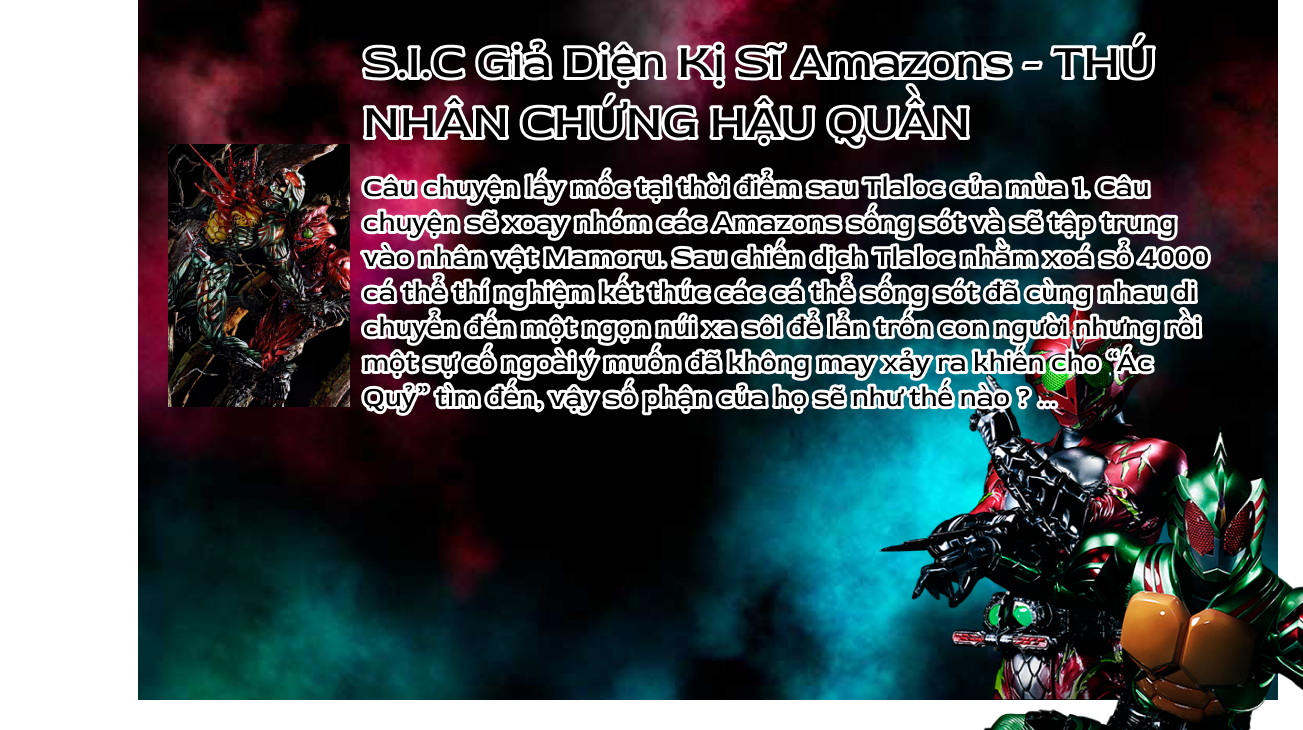 S.I.C Giả Diện Kị Sĩ Amazons - THÚ
NHÂN CHỨNG HẬU QUẦN
Câu chuyện lấy mốc tại thời điểm sau Tlaloc của mùa 1. Câu
chuyện sẽ xoay nhóm các Amazons sống sót và sẽ tập trung
vào nhân vật Mamoru. Sau chiến dịch Tlaloc nhằm xoá sổ 4000
cá thể thí nghiệm kết thúc các cá thể sống sót đã cùng nhau di
chuyển đến một ngọn núi xa sôi để lẩn trốn con người nhưng rồi
một sự cố ngoài ý muốn đã không may xảy ra khiến cho “Ác
Quỷ” tìm đến, vậy số phận của họ sẽ như thế nào ? ...